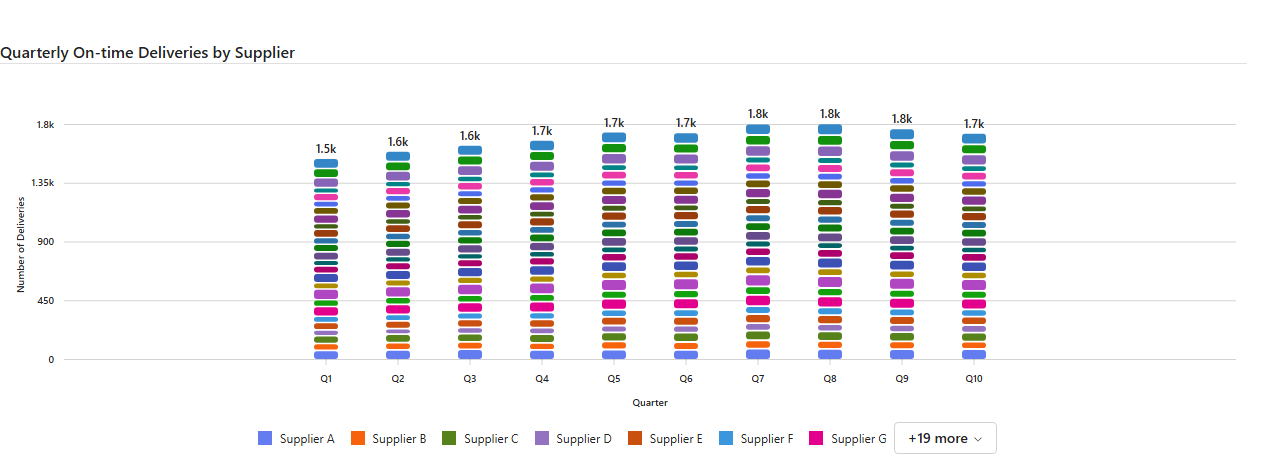 Quarterly On-time Deliveries by Supplier
1.8k
1.35k
900
450
0
Number of Deliveries
1.5k 1.6k 1.6k 1.7k 1.7k 1.7k 1.8k 1.8k 1.8k 1.7k
Q1 Q2 Q3 Q4 Q5 Q6 Q7 Q8 Q9 Q10
Quarter
Supplier A Supplier B Supplier C Supplier D Supplier E Supplier F Supplier G +19 more